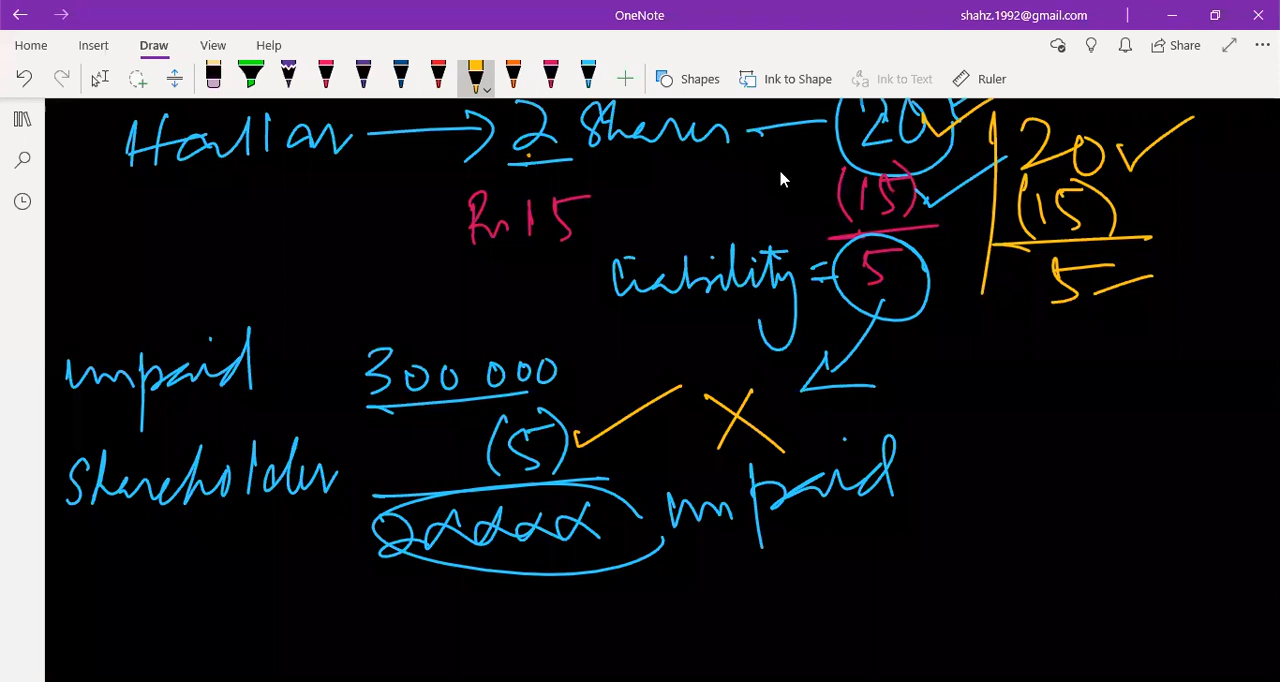 OneNote
shahz.1992@gmail.com
Home Insert Draw View Help
Share
Shapes Ink to Shape Ink to Text Ruler
2 Shares — 20 20
Rs 15 (15) (15)
liability = 5 5
unpaid 300 000
(5)
shareholder
unpaid